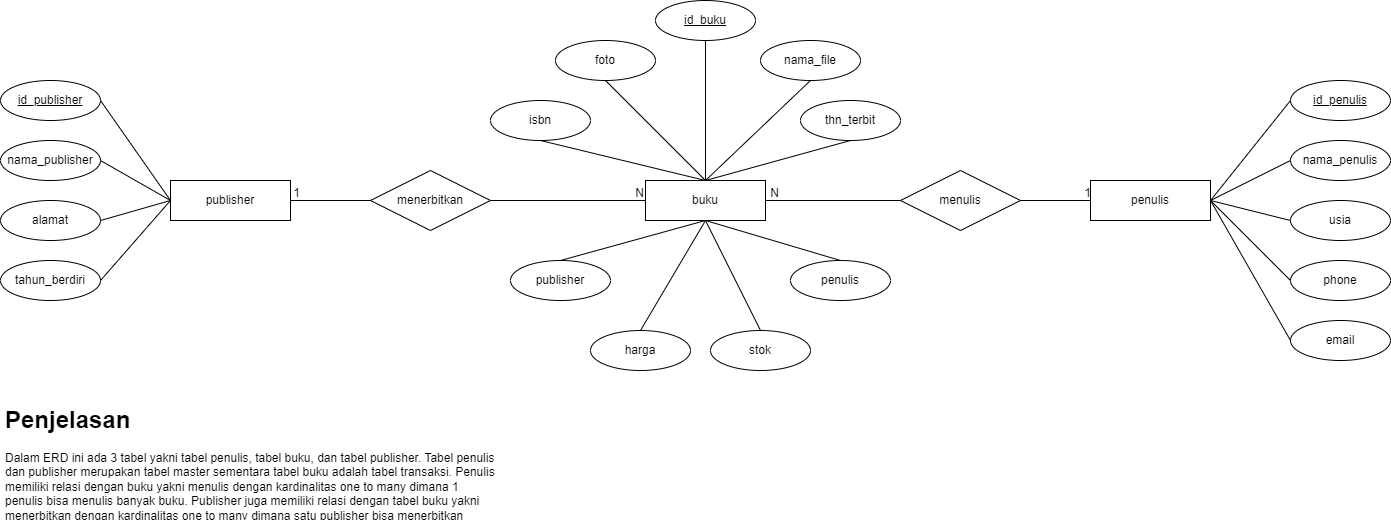 id_buku
foto
nama_file
id_publisher
id_penulis
isbn
thn_terbit
nama_publisher
nama_penulis
publisher
1
menerbitkan
N
buku
N
menulis
1
penulis
alamat
usia
tahun_berdiri
publisher
penulis
phone
harga
stok
email
Penjelasan
Dalam ERD ini ada 3 tabel yakni tabel penulis, tabel buku, dan tabel publisher. Tabel penulis
dan publisher merupakan tabel master sementara tabel buku adalah tabel transaksi. Penulis
memiliki relasi dengan buku yakni menulis dengan kardinalitas one to many dimana 1
penulis bisa menulis banyak buku. Publisher juga memiliki relasi dengan tabel buku yakni
menerbitkan dengan kardinalitas one to many dimana satu publisher bisa menerbitkan